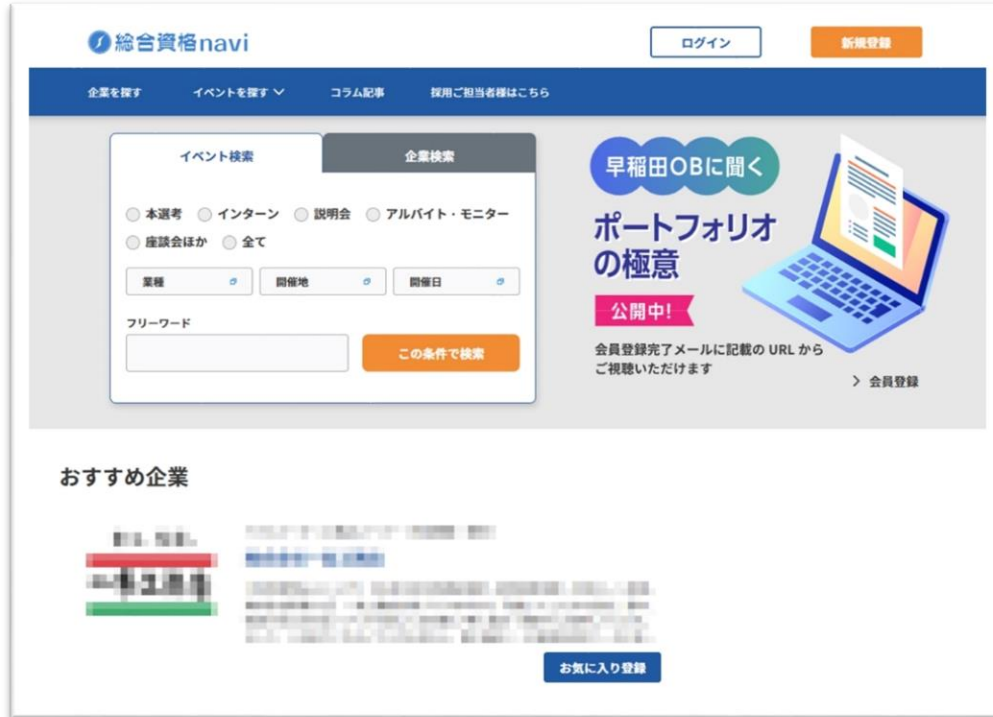 総合資格navi
ログイン
新規登録
企業を探す イベントを探す コラム記事 採用ご担当者様はこちら
イベント検索 企業検索
本選考 インターン 説明会 アルバイト・モニター
座談会ほか 全て
業種 開催地 開催日
フリーワード
この条件で検索
早稲田OBに聞く
ポートフォリオ
の極意
公開中!
会員登録完了メールに記載の URL から
ご視聴いただけます
会員登録
おすすめ企業
お気に入り登録